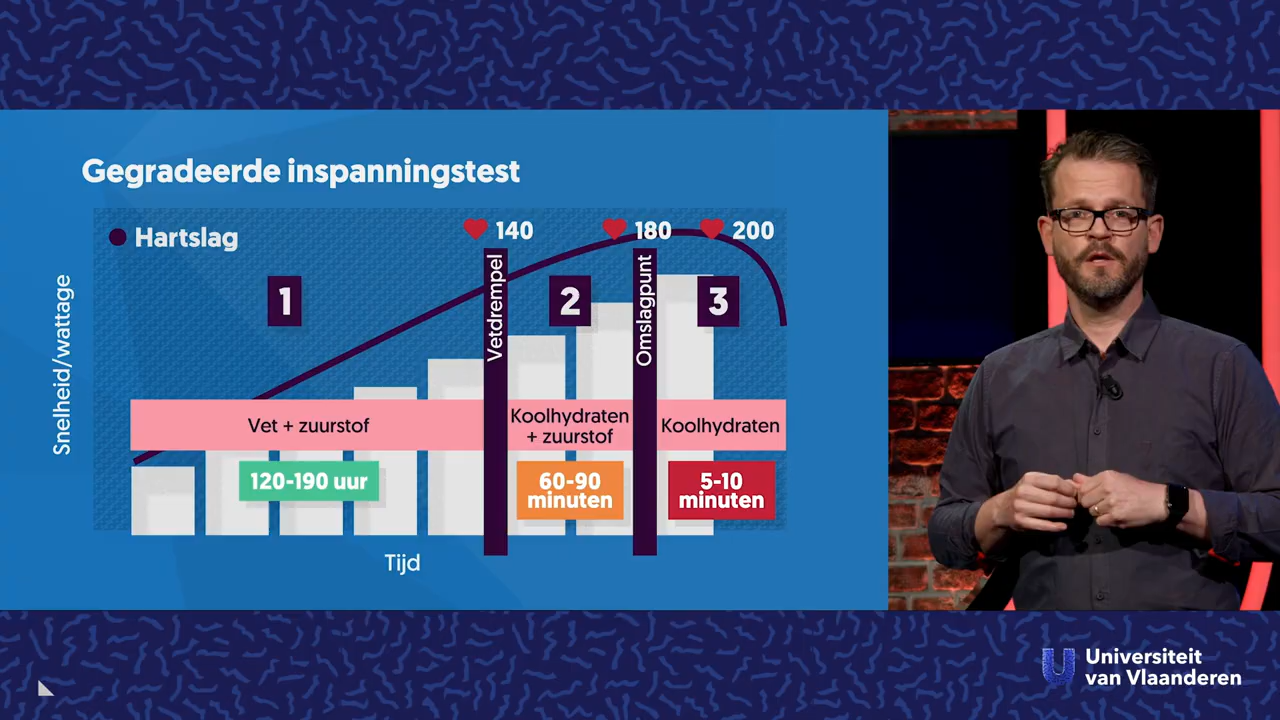 Gegradeerde inspanningstest
Hartslag
140
180
200
1
2
3
Vetdrempel
Omslagpunt
Snelheid/wattage
Vet + zuurstof
Koolhydraten
+ zuurstof
Koolhydraten
120-190 uur
60-90
minuten
5-10
minuten
Tijd
Universiteit
van Vlaanderen